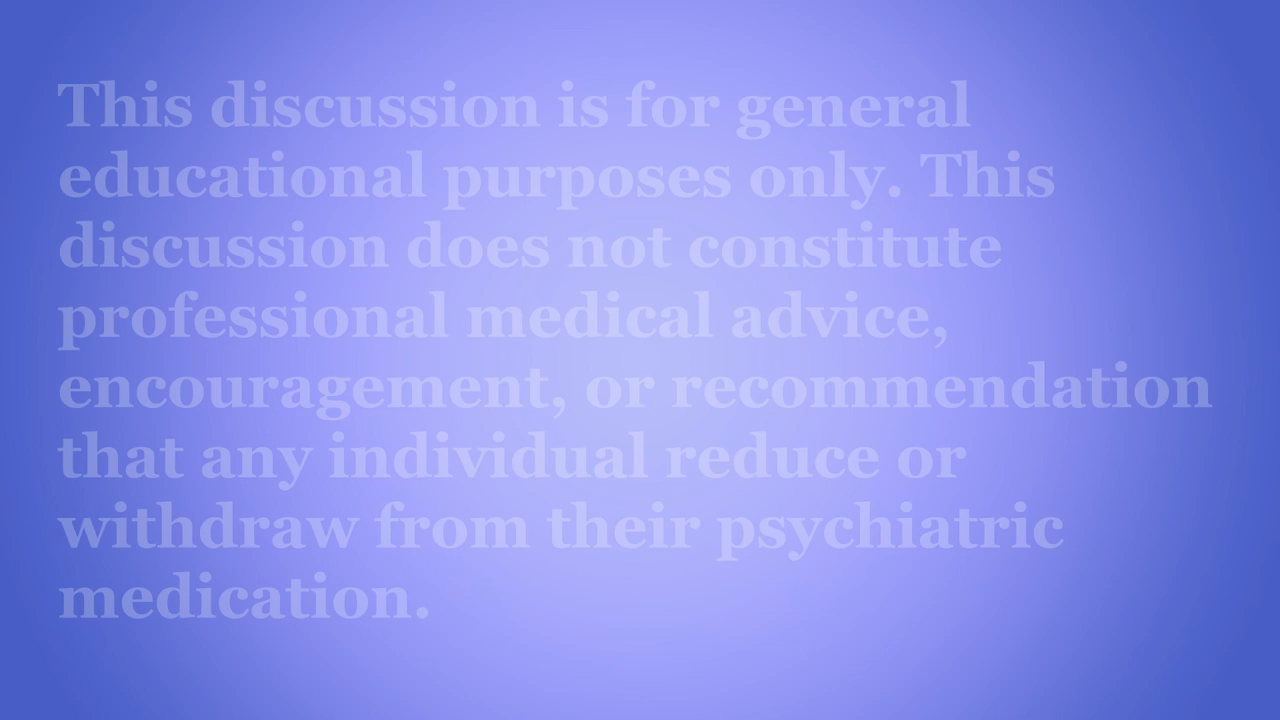 This discussion is for general
educational purposes only. This
discussion does not constitute
professional medical advice,
encouragement, or recommendation
that any individual reduce or
withdraw from their psychiatric
medication.